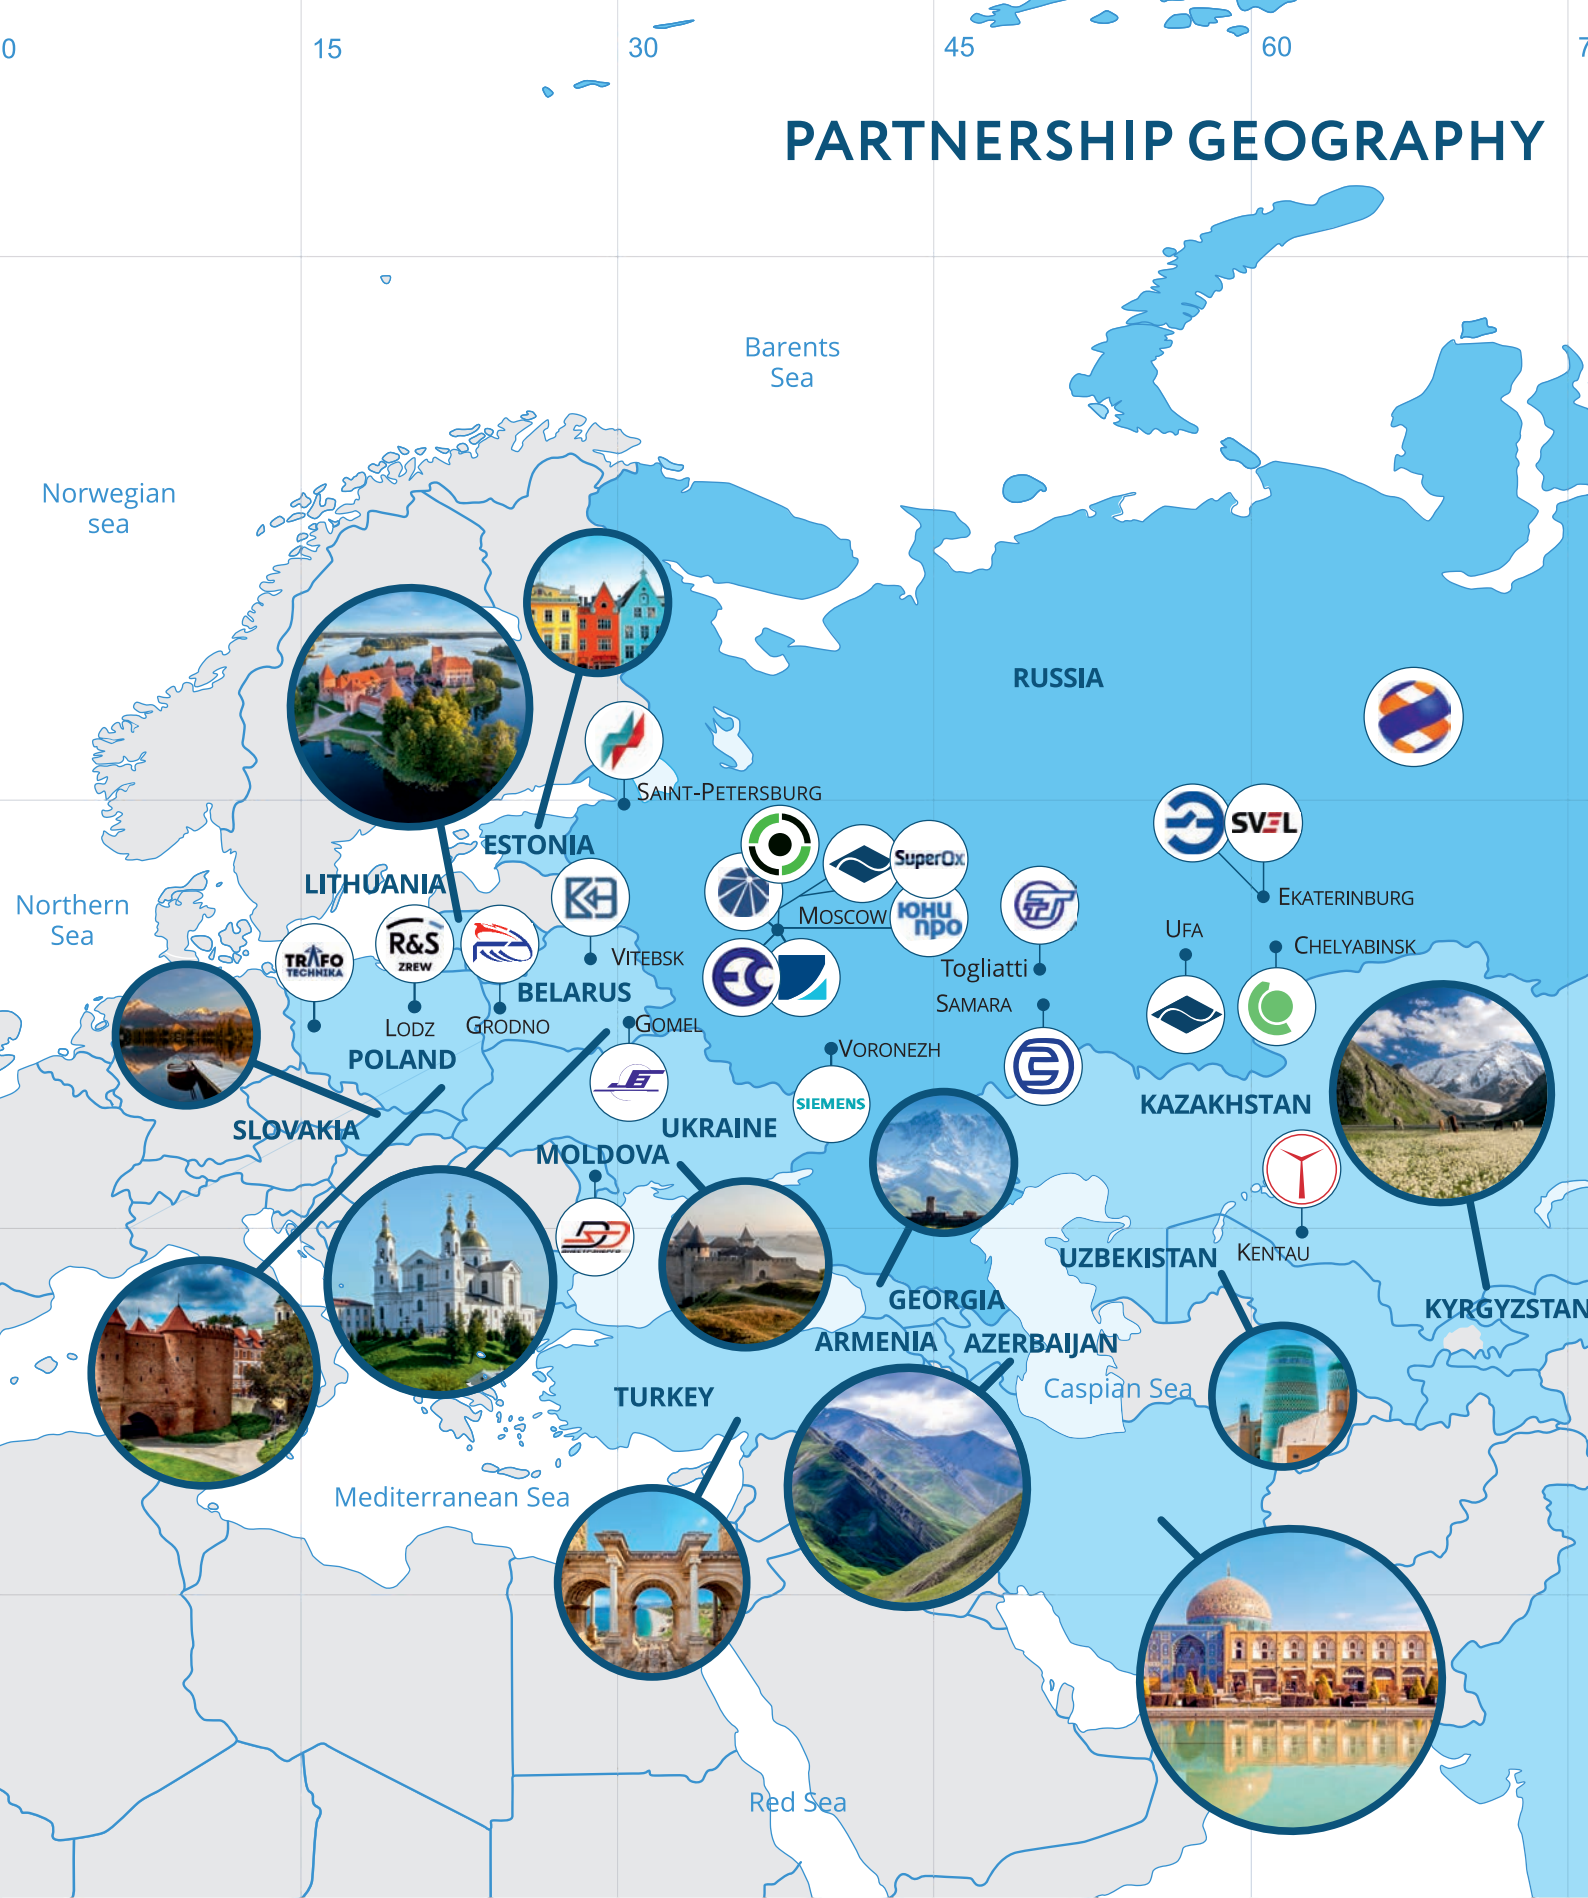 0
15
30
45
60
7
PARTNERSHIP GEOGRAPHY
Barents
Sea
Norwegian
sea
RUSSIA
SAINT-PETERSBURG
ESTONIA
SuperOx
SVEL
LITHUANIA
EKATERINBURG
Northern
Sea
MOSCOW
ЮНИ
ПРО
UFA
R&S
ZREW
CHELYABINSK
TRAFO
TECHNIKA
VITEBSK
Togliatti
BELARUS
SAMARA
LODZ
GRODNO
GOMEL
POLAND
VORONEZH
SIEMENS
KAZAKHSTAN
SLOVAKIA
UKRAINE
MOLDOVA
UZBEKISTAN
KENTAU
GEORGIA
KYRGYZSTAN
ARMENIA
AZERBAIJAN
Caspian Sea
TURKEY
Mediterranean Sea
Red Sea